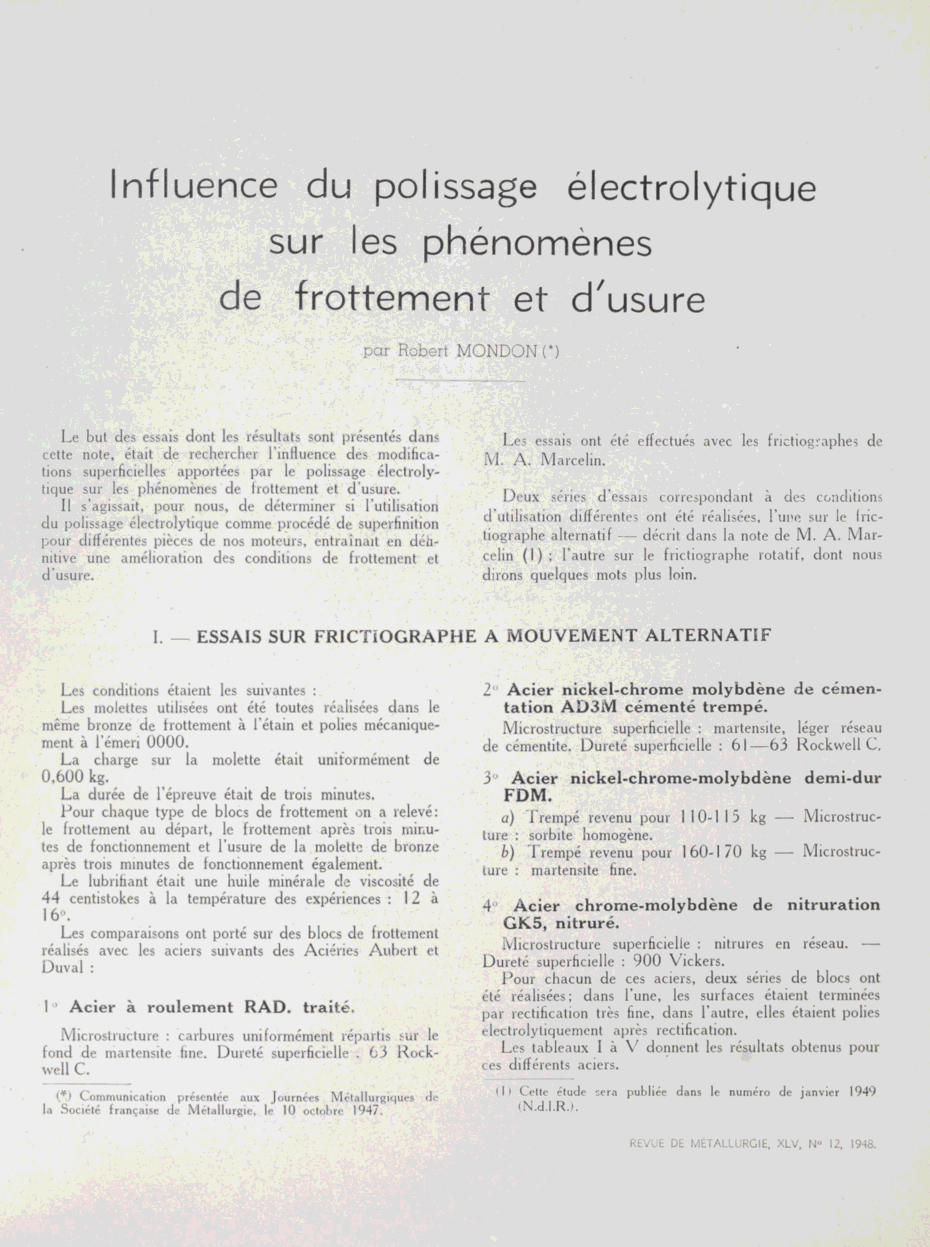 Influence du polissage électrolytique
sur les phénomènes
de frottement et d'usure
par Robert MONDON (*)
Le but des essais dont les résultats sont présentés dans
cette note, était de rechercher l'influence des modifica-
tions superficielles apportées par le polissage électroly-
tique sur les phénomènes de frottement et d'usure.
Il s'agissait, pour nous, de déterminer si l'utilisation
du polissage électrolytique comme procédé de superfinition
pour différentes pièces de nos moteurs, entraînait en défi-
nitive une amélioration des conditions de frottement et
d'usure.
Les essais ont été effectués avec les frictiographes de
M. A. Marcelin.
Deux séries d'essais correspondant à des conditions
d'utilisation différentes ont été réalisées, l'une sur le fric-
tiographe alternatif — décrit dans la note de M. A. Mar-
celin (1) ; l'autre sur le frictiographe rotatif, dont nous
dirons quelques mots plus loin.
I. — ESSAIS SUR FRICTIOGRAPHE A MOUVEMENT ALTERNATIF
Les conditions étaient les suivantes :
Les molettes utilisées ont été toutes réalisées dans le
même bronze de frottement à l'étain et polies mécanique-
ment à l'émeri 0000.
La charge sur la molette était uniformément de
0,600 kg.
La durée de l'épreuve était de trois minutes.
Pour chaque type de blocs de frottement on a relevé:
le frottement au départ, le frottement après trois minu-
tes de fonctionnement et l'usure de la molette de bronze
après trois minutes de fonctionnement également.
Le lubrifiant était une huile minérale de viscosité de
44 centistokes à la température des expériences : 12 à
16°.
Les comparaisons ont porté sur des blocs de frottement
réalisés avec les aciers suivants des Aciéries Aubert et
Duval :
1° Acier à roulement RAD. traité.
Microstructure : carbures uniformément répartis sur le
fond de martensite fine. Dureté superficielle : 63 Rock-
well C.
(*) Communication présentée aux Journées Métallurgiques de
la Société française de Métallurgie, le 10 octobre 1947.
2° Acier nickel-chrome molybdène de cémen-
tation AD3M cémenté trempé.
Microstructure superficielle : martensite, léger réseau
de cémentite. Dureté superficielle : 61—63 Rockwell C.
3° Acier nickel-chrome-molybdène demi-dur
FDM.
a) Trempé revenu pour 110-115 kg — Microstruc-
ture : sorbite homogène.
b) Trempé revenu pour 160-170 kg — Microstruc-
ture : martensite fine.
4° Acier chrome-molybdène de nitruration
GK5, nitruré.
Microstructure superficielle : nitrures en réseau. —
Dureté superficielle : 900 Vickers.
Pour chacun de ces aciers, deux séries de blocs ont
été réalisées; dans l'une, les surfaces étaient terminées
par rectification très fine, dans l'autre, elles étaient polies
électrolytiquement après rectification.
Les tableaux I à V donnent les résultats obtenus pour
ces différents aciers.
(1) Cette étude sera publiée dans le numéro de janvier 1949
(N.d.l.R.).
REVUE DE MÉTALLURGIE, XLV, N° 12, 1948.